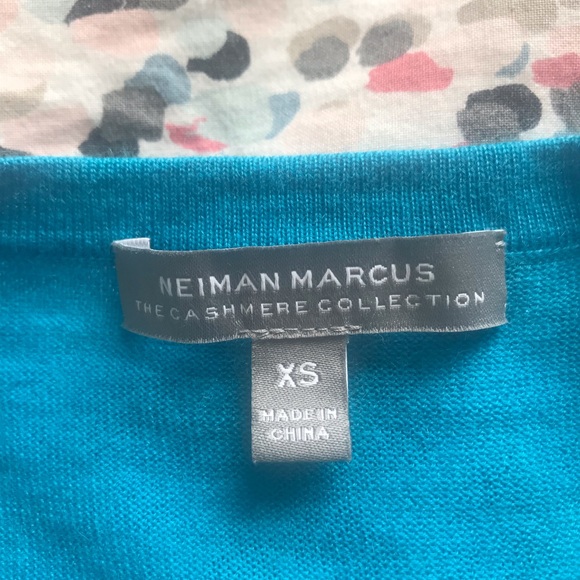 NEIMAN MARCUS
THE CASHMERE COLLECTION
XS
MADE IN
CHINA